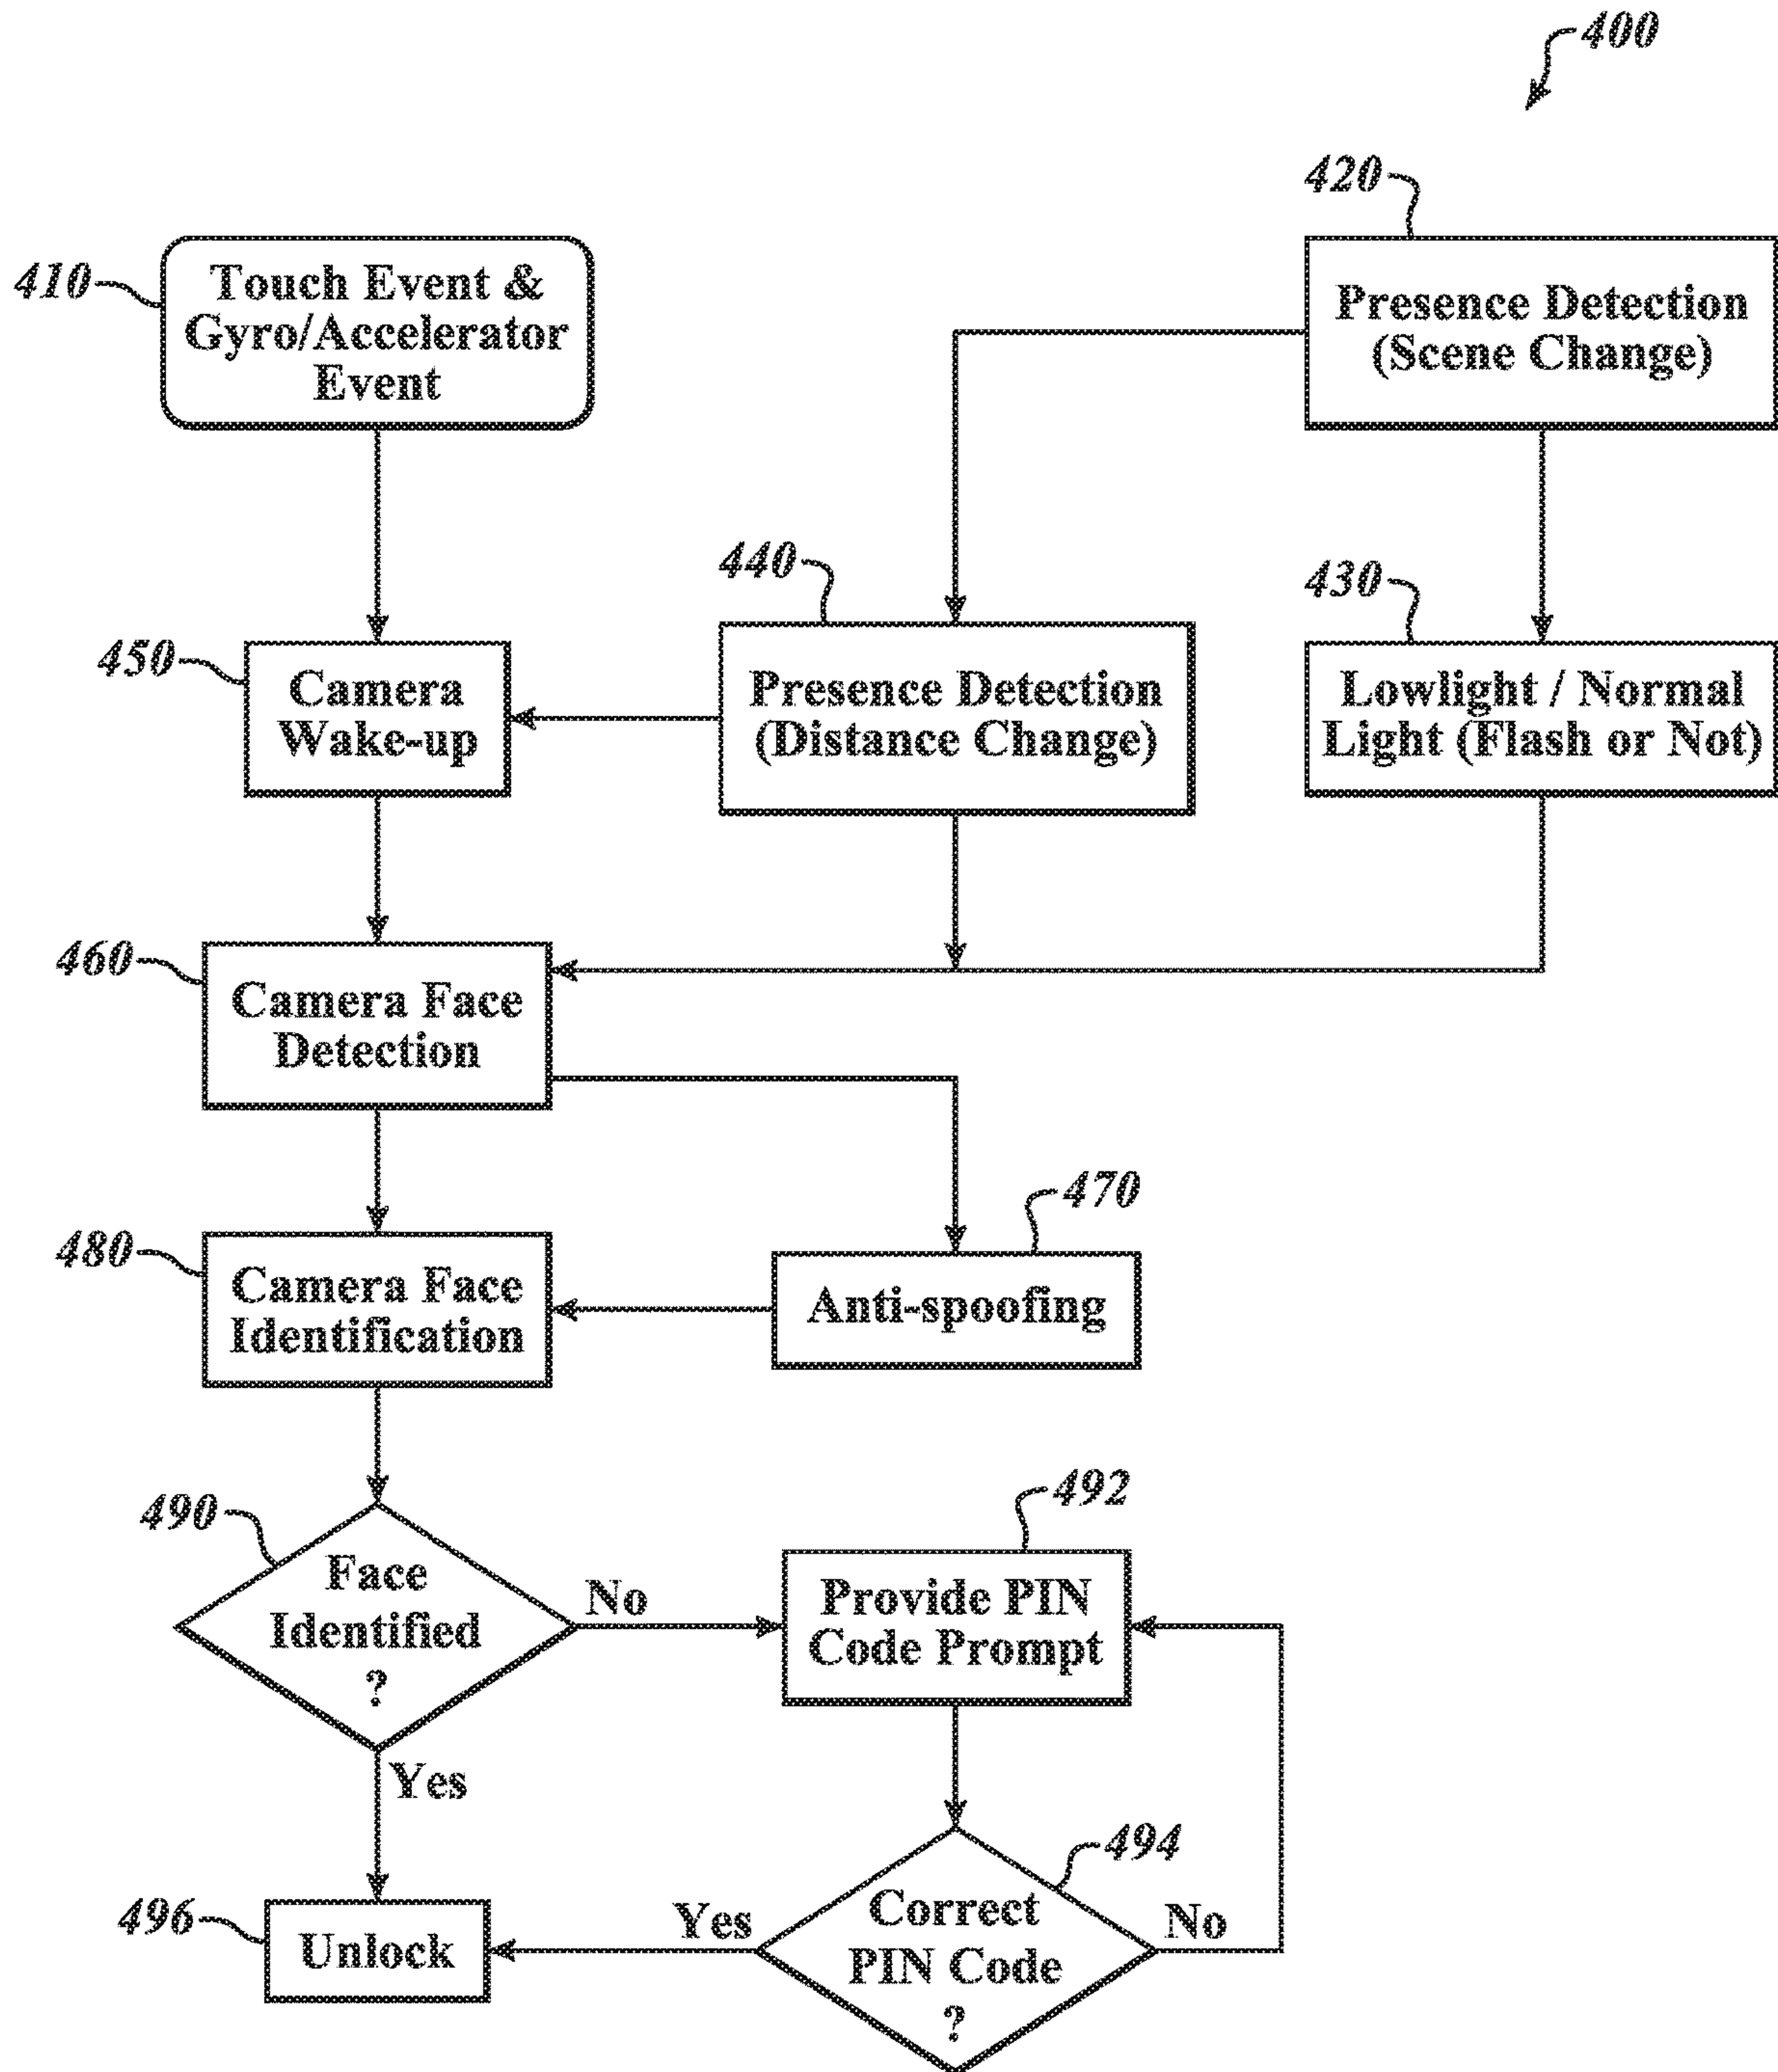 400
420
410
Touch Event &
Gyro/Accelerator
Event
Presence Detection
(Scene Change)
440
430
450
Camera
Wake-up
Presence Detection
(Distance Change)
Lowlight / Normal
Light (Flash or Not)
460
Camera Face
Detection
470
480
Camera Face
Identification
Anti-spoofing
490
492
Face
Identified
?
No
Provide PIN
Code Prompt
Yes
494
496
Unlock
Yes
Correct
PIN Code
?
No